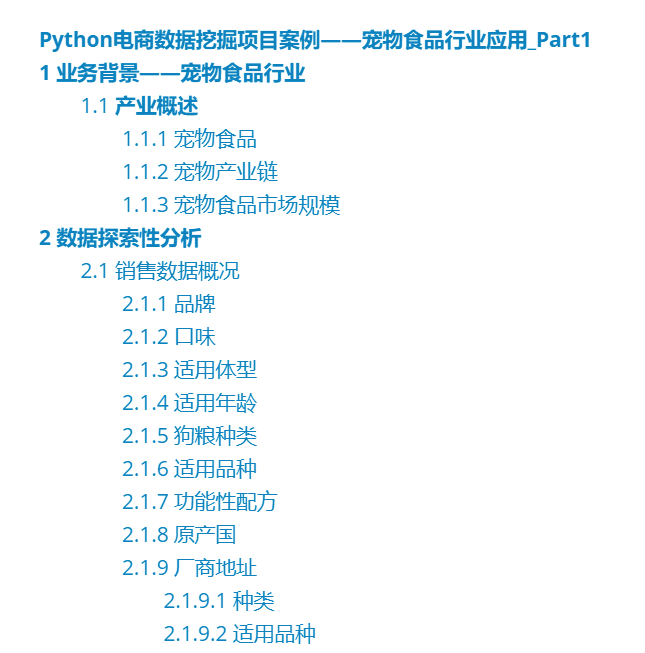 Python电商数据挖掘项目案例——宠物食品行业应用_Part1
1 业务背景——宠物食品行业
1.1 产业概述
1.1.1 宠物食品
1.1.2 宠物产业链
1.1.3 宠物食品市场规模
2 数据探索性分析
2.1 销售数据概况
2.1.1 品牌
2.1.2 口味
2.1.3 适用体型
2.1.4 适用年龄
2.1.5 狗粮种类
2.1.6 适用品种
2.1.7 功能性配方
2.1.8 原产国
2.1.9 厂商地址
2.1.9.1 种类
2.1.9.2 适用品种